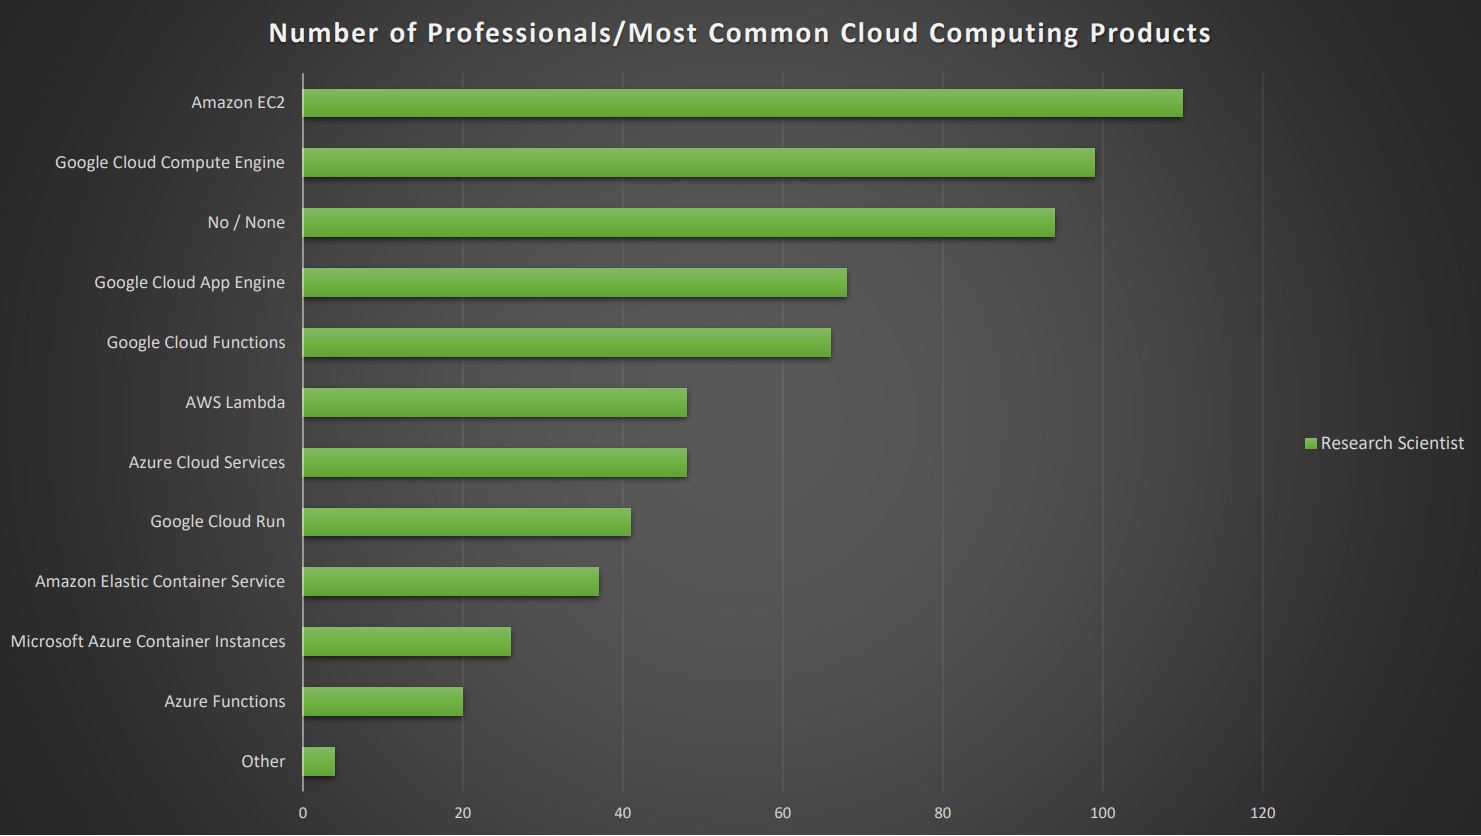 Number of Professionals/Most Common Cloud Computing Products
Amazon EC2
Google Cloud Compute Engine
No / None
Google Cloud App Engine
Google Cloud Functions
AWS Lambda
Azure Cloud Services
Google Cloud Run
Amazon Elastic Container Service
Microsoft Azure Container Instances
Azure Functions
Other
0 20 40 60 80 100 120
Research Scientist